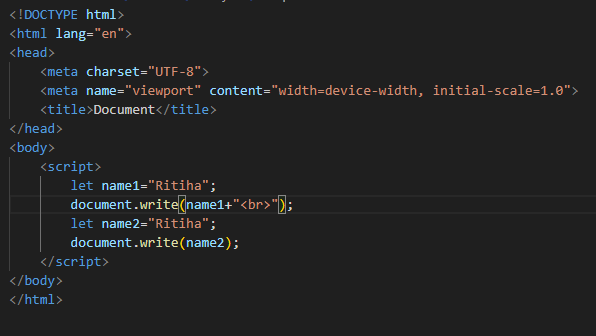 <!DOCTYPE html>
<html lang="en">
<head>
    <meta charset="UTF-8">
    <meta name="viewport" content="width=device-width, initial-scale=1.0">
    <title>Document</title>
</head>
<body>
    <script>
        let name1="Ritiha";
        document.write(name1+"<br>");
        let name2="Ritiha";
        document.write(name2);
    </script>
</body>
</html>